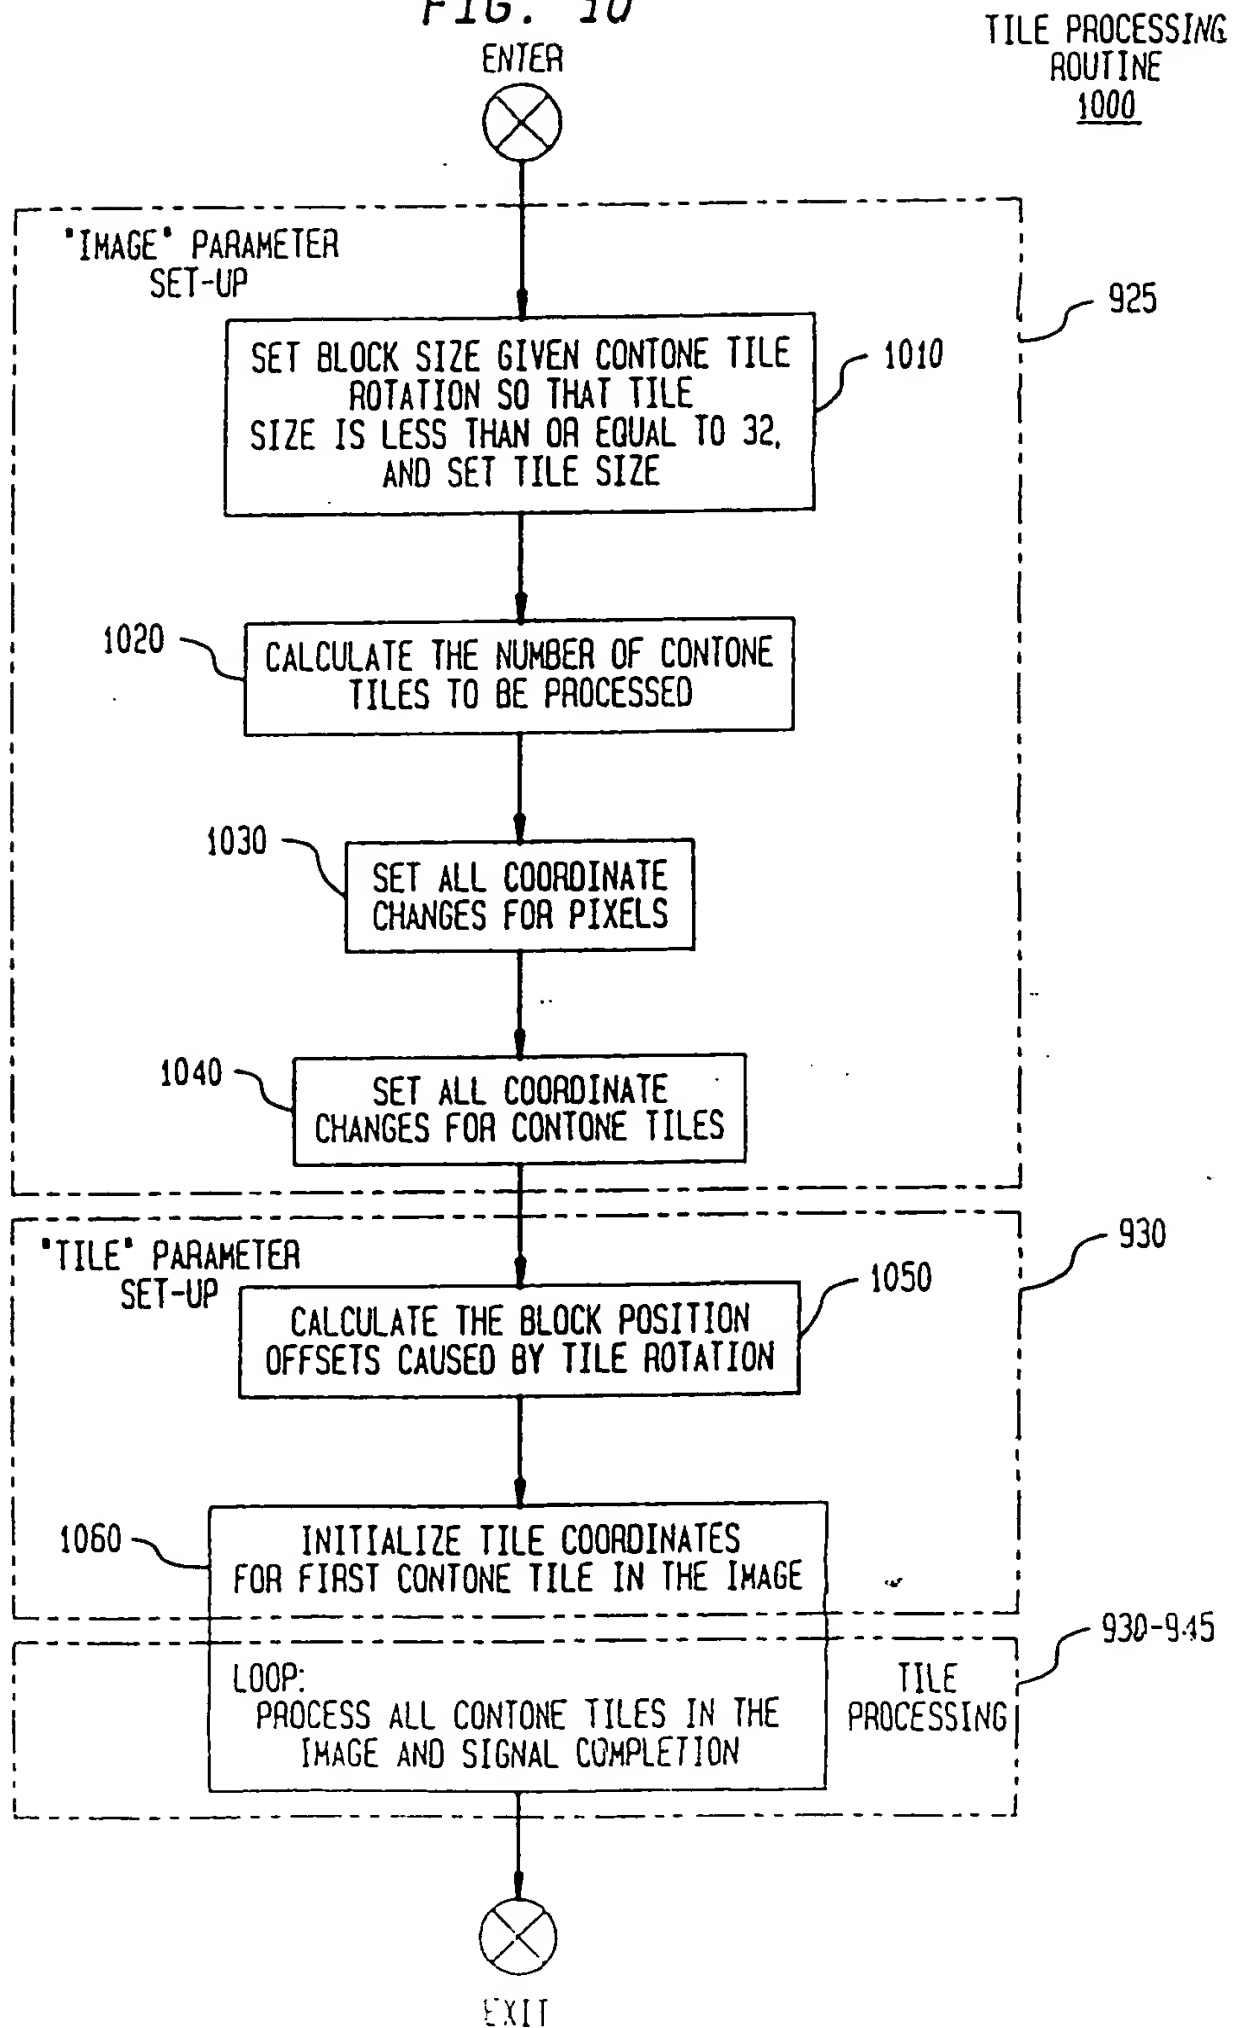 FIG. 10
TILE PROCESSING
ROUTINE
1000
ENTER
"IMAGE" PARAMETER
SET-UP
925
SET BLOCK SIZE GIVEN CONTONE TILE
ROTATION SO THAT TILE
SIZE IS LESS THAN OR EQUAL TO 32,
AND SET TILE SIZE
1010
1020
CALCULATE THE NUMBER OF CONTONE
TILES TO BE PROCESSED
1030
SET ALL COORDINATE
CHANGES FOR PIXELS
1040
SET ALL COORDINATE
CHANGES FOR CONTONE TILES
"TILE" PARAMETER
SET-UP
930
1050
CALCULATE THE BLOCK POSITION
OFFSETS CAUSED BY TILE ROTATION
1060
INITIALIZE TILE COORDINATES
FOR FIRST CONTONE TILE IN THE IMAGE
930-945
LOOP:
PROCESS ALL CONTONE TILES IN THE
IMAGE AND SIGNAL COMPLETION
TILE
PROCESSING
EXIT